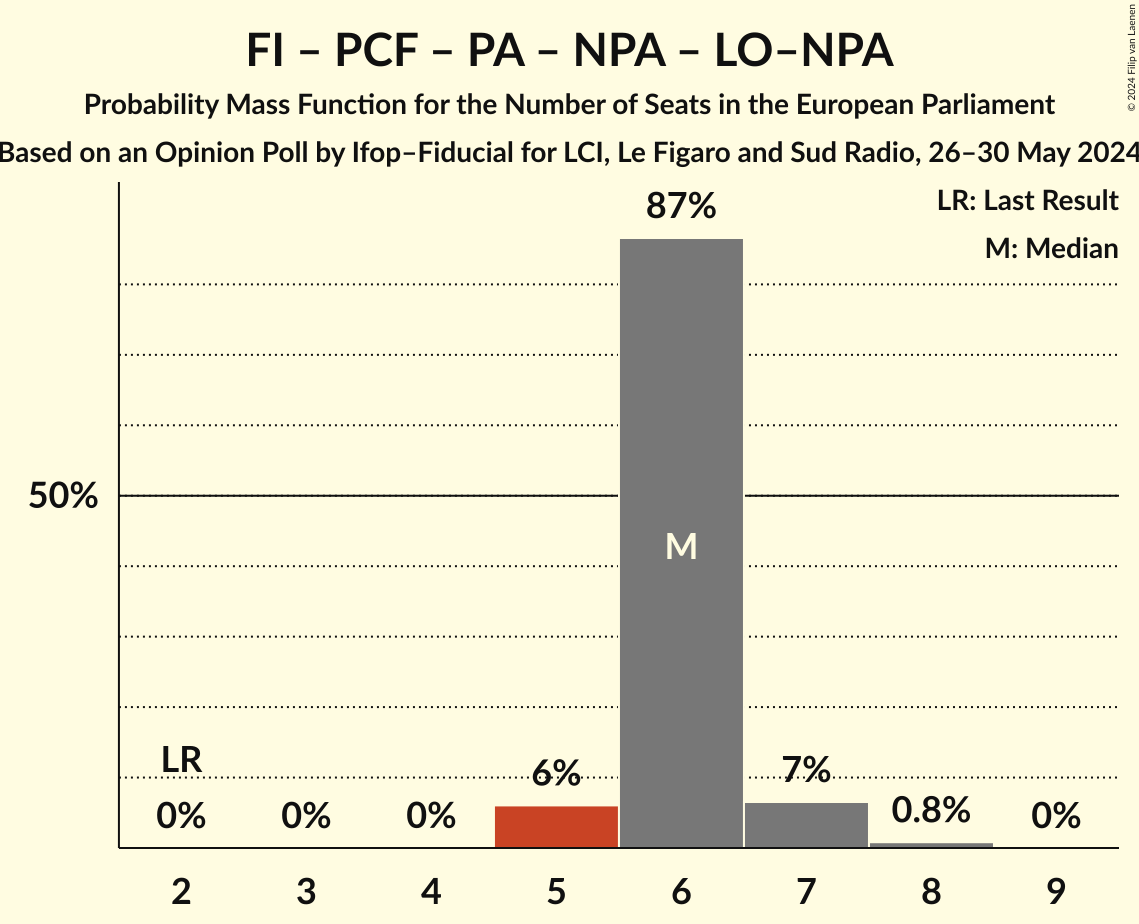 FI – PCF – PA – NPA – LO–NPA
Probability Mass Function for the Number of Seats in the European Parliament
Based on an Opinion Poll by Ifop–Fiducial for LCI, Le Figaro and Sud Radio, 26–30 May 2024
© 2024 Filip van Laenen
LR: Last Result
M: Median
87%
50%
M
LR
6%
7%
0%
0%
0%
0.8%
0%
2
3
4
5
6
7
8
9